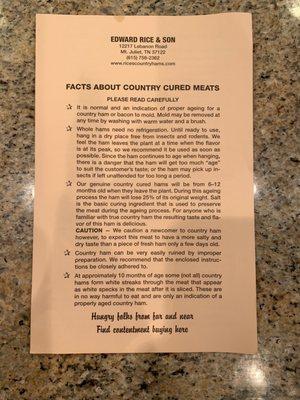 EDWARD RICE & SON
12217 Lebanon Road
Mt. Juliet, TN 37122
(615) 758-2362
www.ricescountryhams.com
FACTS ABOUT COUNTRY CURED MEATS
PLEASE READ CAREFULLY
☆ It is normal and an indication of proper ageing for a
country ham or bacon to mold. Mold may be removed at
any time by washing with warm water and a brush.
☆ Whole hams need no refrigeration. Until ready to use,
hang in a dry place free from insects and rodents. We
feel the ham leaves the plant at a time when the flavor
is at its peak, so we recommend it be used as soon as
possible. Since the ham continues to age when hanging,
there is a danger that the ham will get too much "age"
to suit the customer's taste; or the ham may pick up in-
sects if left unattended for too long a period.
☆ Our genuine country cured hams will be from 6-12
months old when they leave the plant. During this ageing
process the ham will lose 25% of its original weight. Salt
is the basic curing ingredient that is used to preserve
the meat during the ageing process. For anyone who is
familiar with true country ham the resulting taste and fla-
vor of this ham is delicious.
CAUTION — We caution a newcomer to country ham
however, to expect this meat to have a more salty and
dry taste than a piece of fresh ham only a few days old.
☆ Country ham can be very easily ruined by improper
preparation. We recommend that the enclosed instruc-
tions be closely adhered to.
☆ At approximately 10 months of age some (not all) country
hams form white streaks through the meat that appear
as white specks in the meat after it is sliced. These are
in no way harmful to eat and are only an indication of a
properly aged country ham.
Hungry folks from far and near
Find contentment buying here